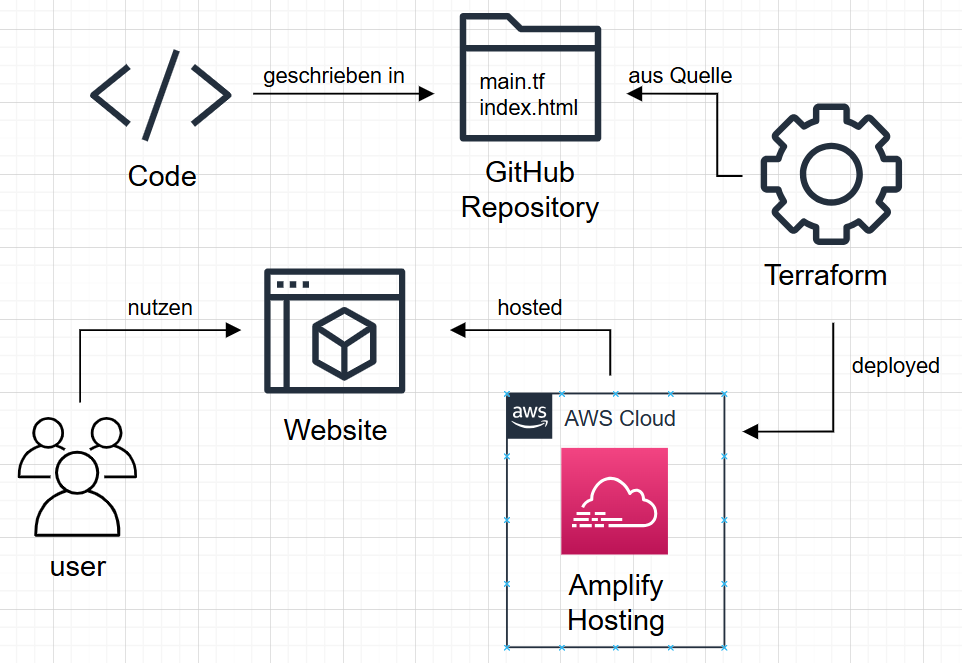 geschrieben in
main.tf
index.html
aus Quelle
Code
GitHub
Repository
Terraform
nutzen
hosted
deployed
Website
aws
AWS Cloud
user
Amplify
Hosting